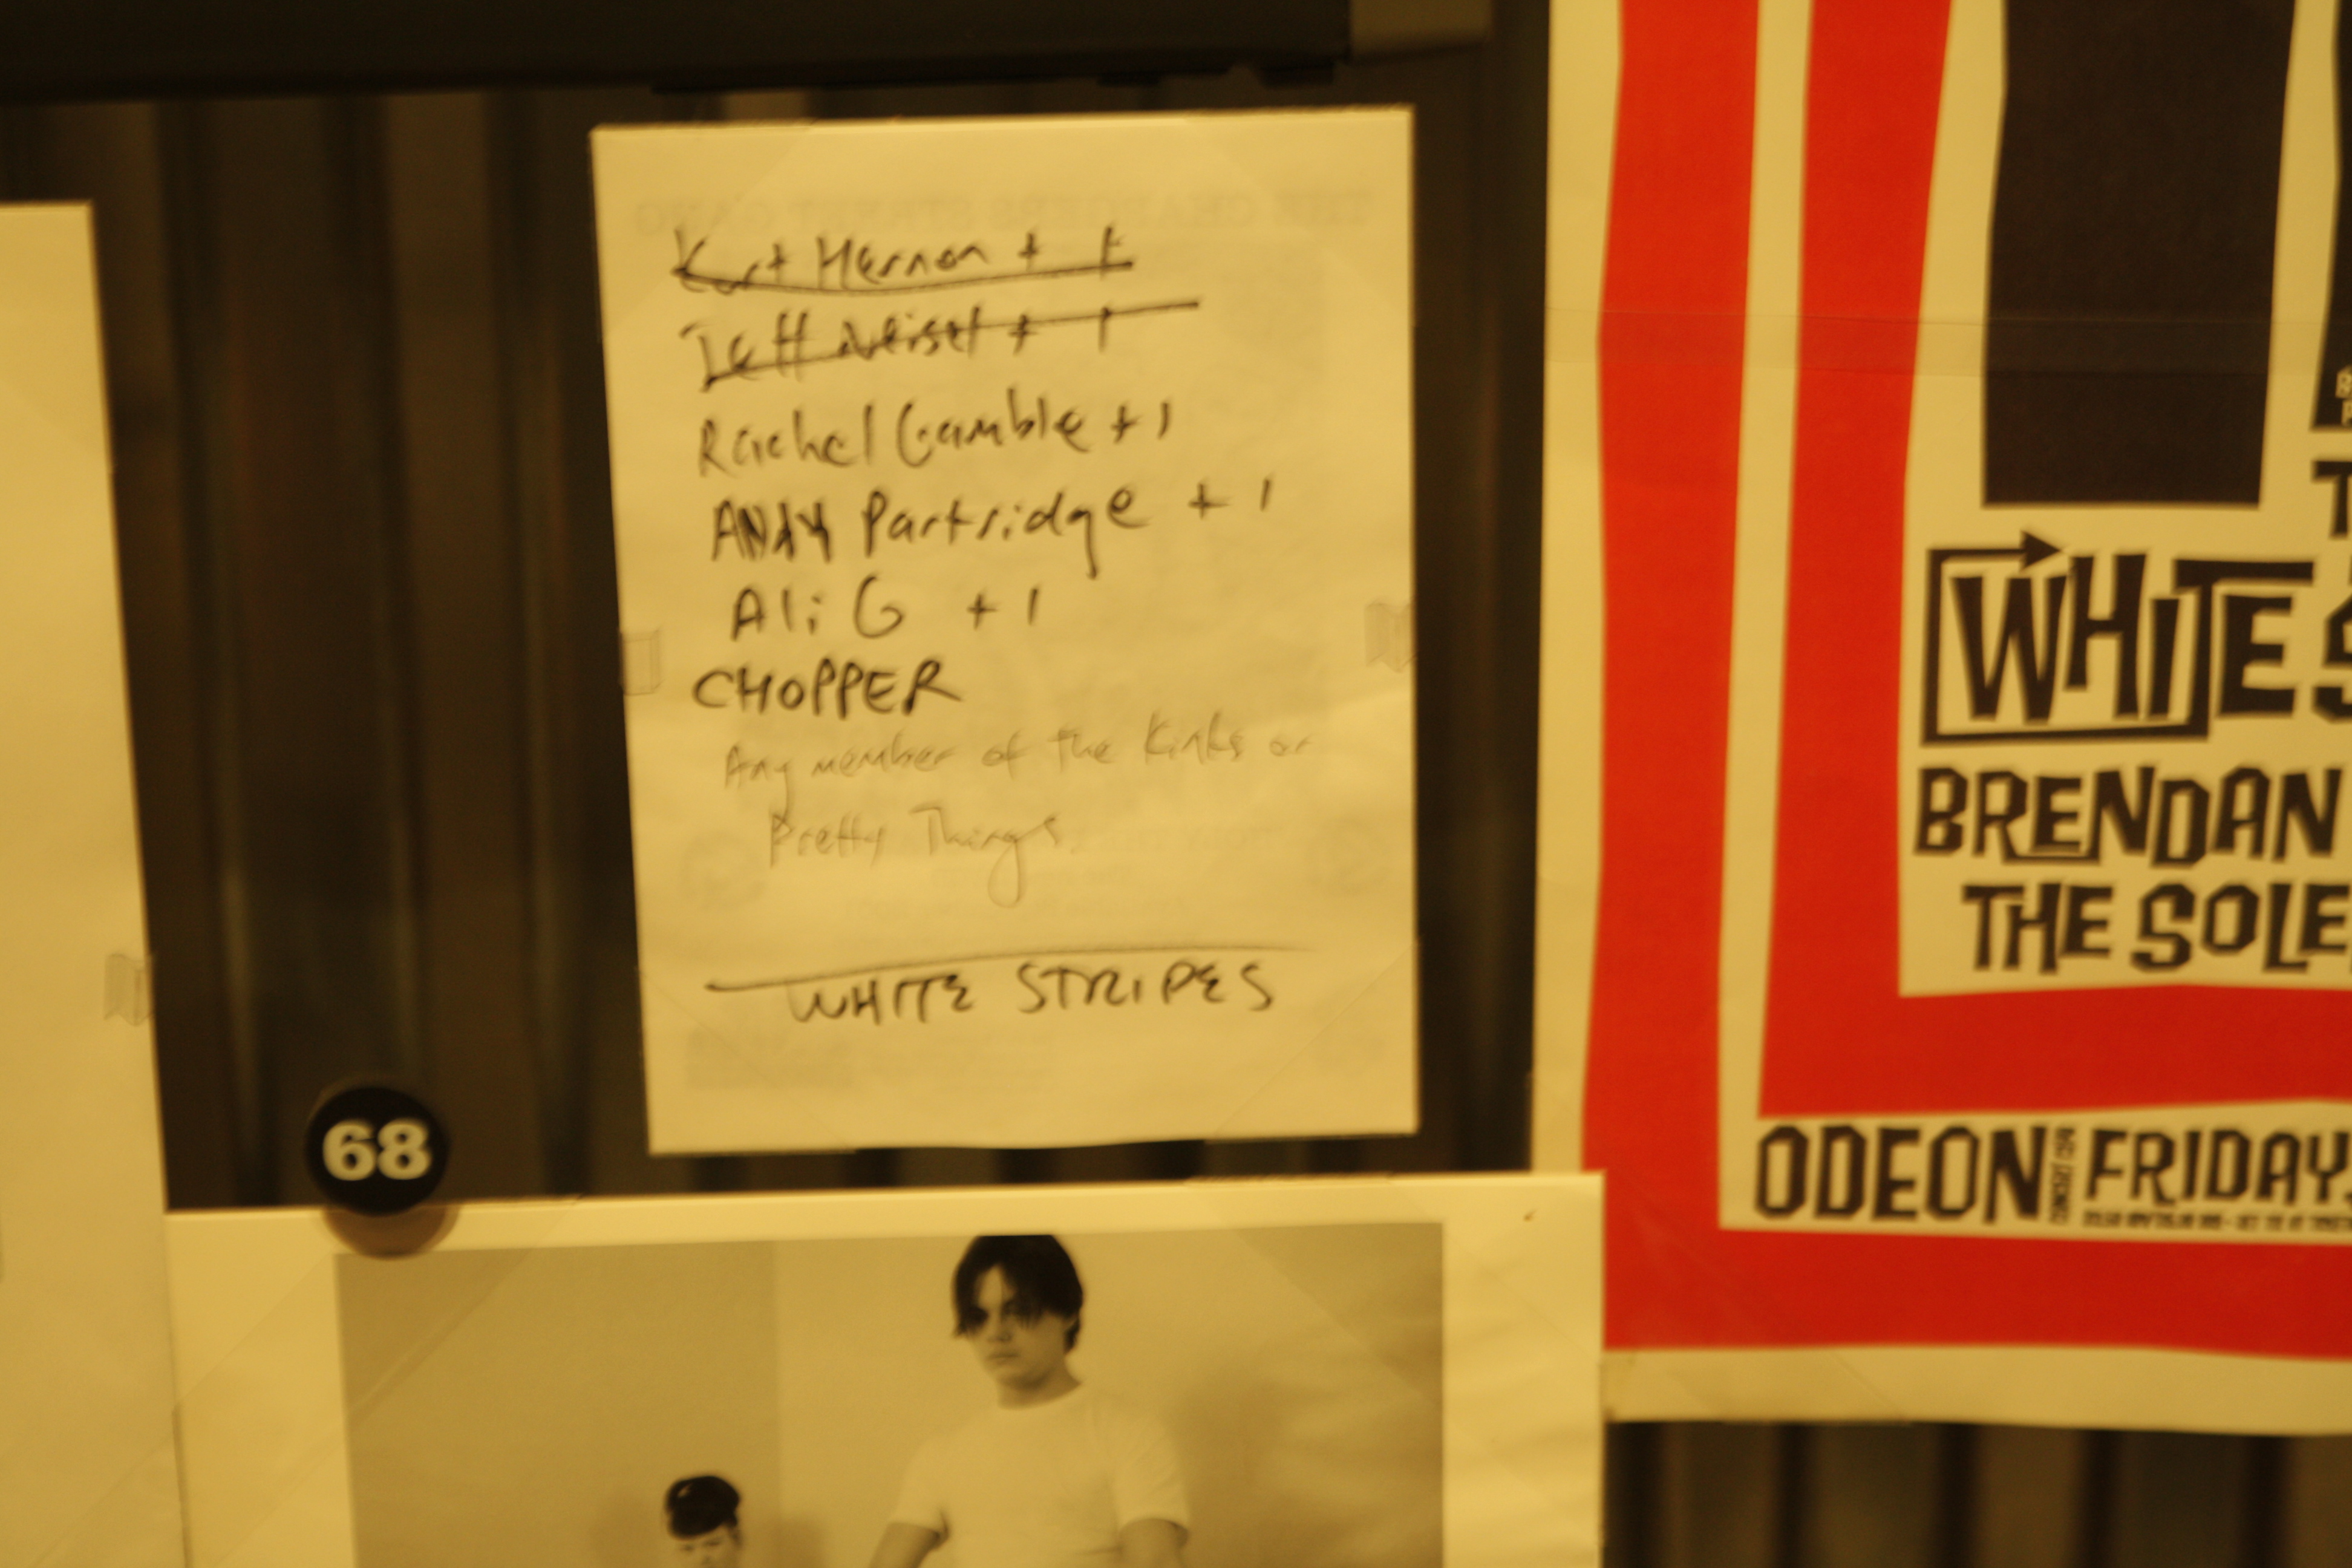 Kurt Hernon + 1
Jeff + 1
Rachel Gamble + 1
ANDY Partridge + 1
Ali G + 1
CHOPPER
Any member of the Kinks or
Pretty Things.
WHITE STRIPES
68
WHITE S
BRENDAN
THE SOLE
ODEON FRIDAY